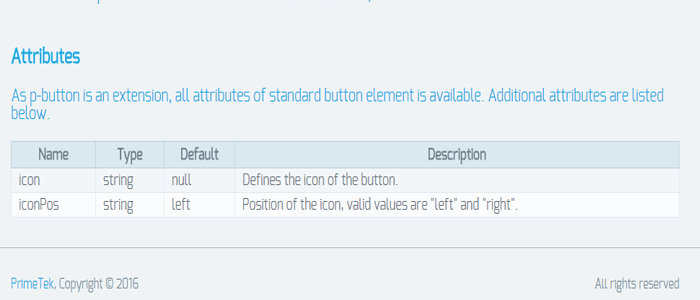 Attributes
As p-button is an extension, all attributes of standard button element is available. Additional attributes are listed
below.
Name Type Default Description
icon string null Defines the icon of the button.
iconPos string left Position of the icon, valid values are "left" and "right".
PrimeTek, Copyright © 2016 All rights reserved